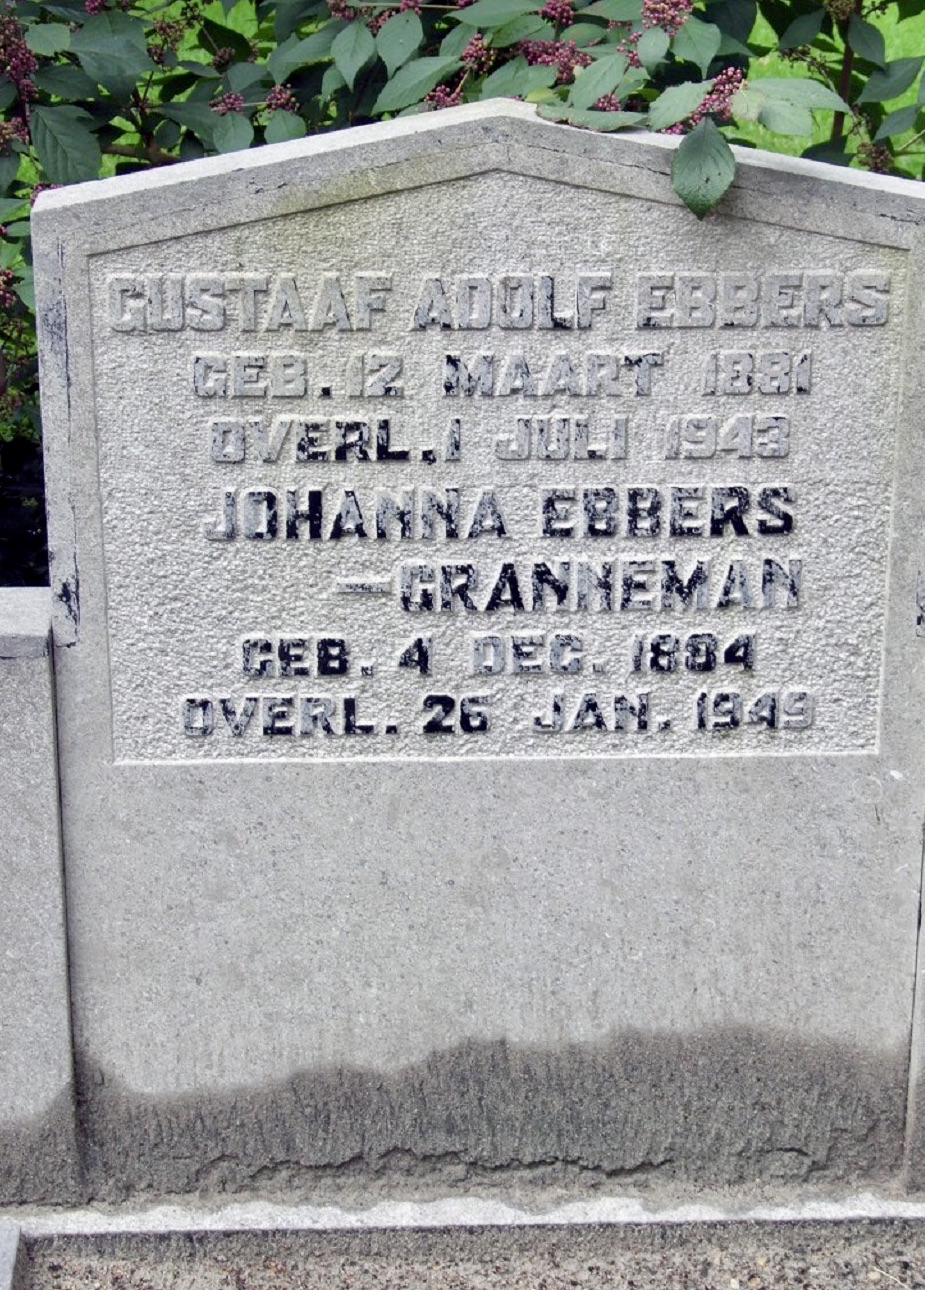 GUSTAAF ADOLF EBBERS
GEB. 12 MAART 1881
OVERL. 1 JULI 1943
JOHANNA EBBERS
—GRANNEMAN
GEB. 4 DEC. 1884
OVERL. 26 JAN. 1949